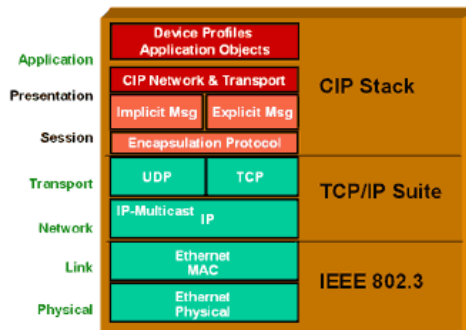 Device Profiles
Application Objects
Application
CIP Network & Transport
CIP Stack
Presentation
Implicit Msg Explicit Msg
Session
Encapsulation Protocol
Transport
UDP TCP
TCP/IP Suite
IP-Multicast IP
Network
Ethernet
MAC
Link
IEEE 802.3
Ethernet
Physical
Physical